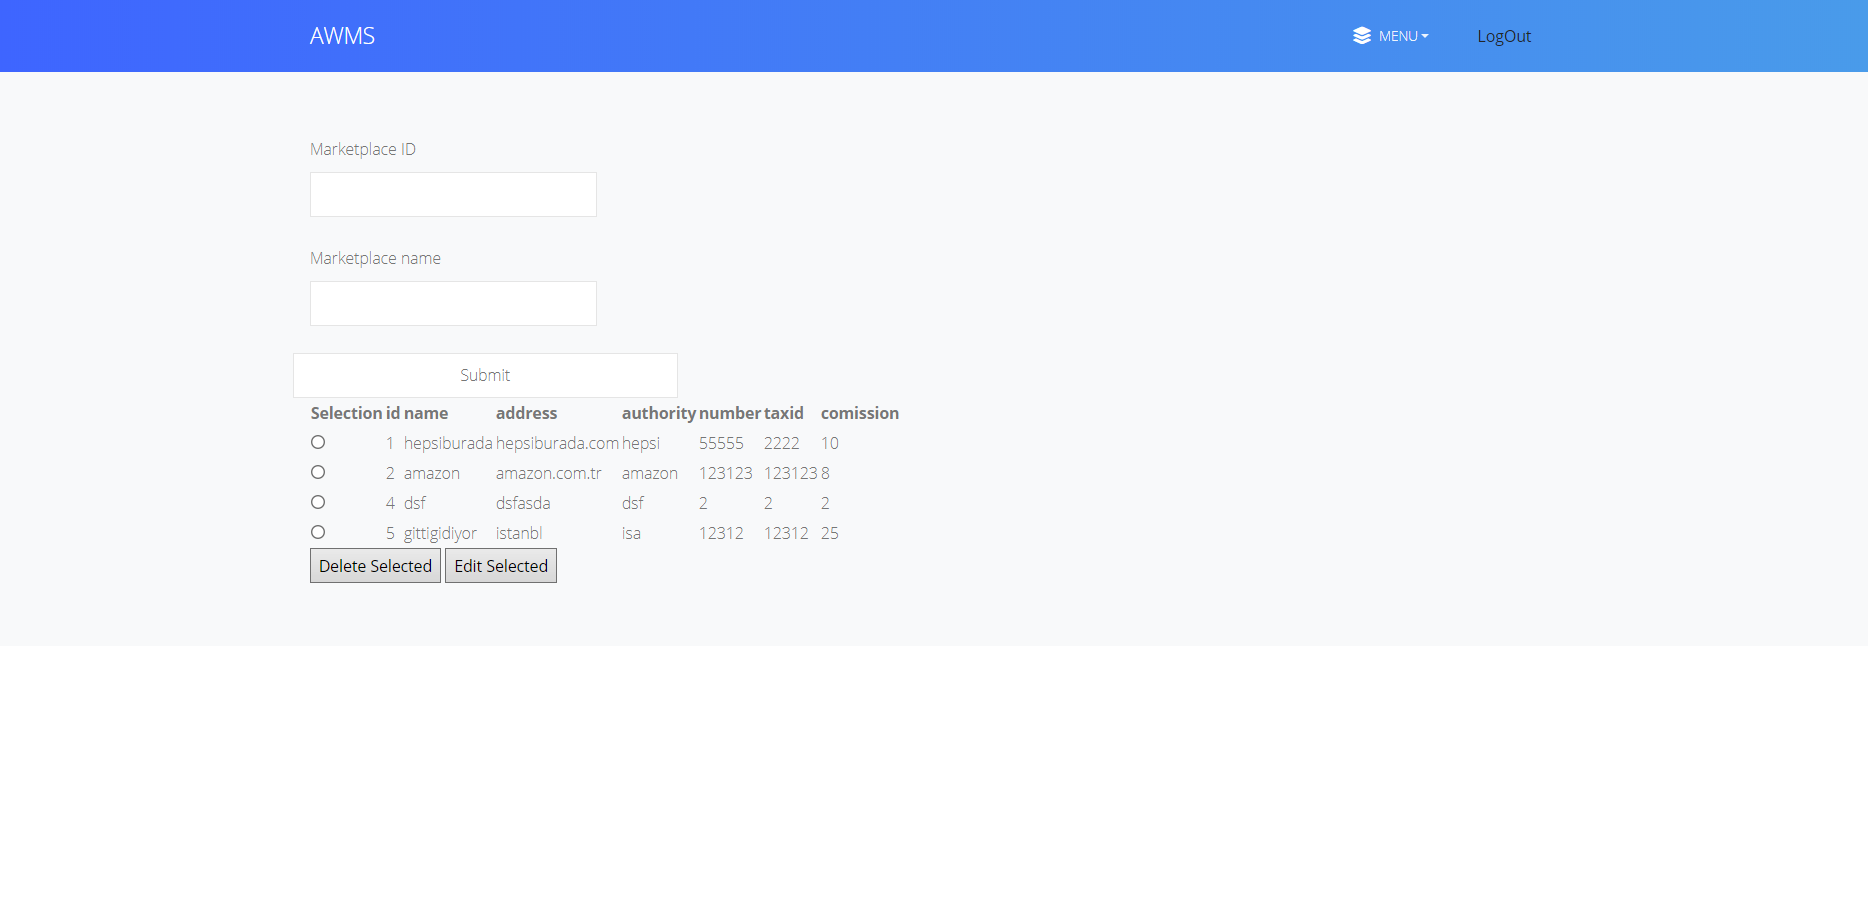 AWMS MENU LogOut
Marketplace ID
Marketplace name
Submit
Selection id name address authority number taxid comission
1 hepsiburada hepsiburada.com hepsi 55555 2222 10
2 amazon amazon.com.tr amazon 123123 123123 8
4 dsf dsfasda dsf 2 2 2
5 gittigidiyor istanbl isa 12312 12312 25
Delete Selected Edit Selected